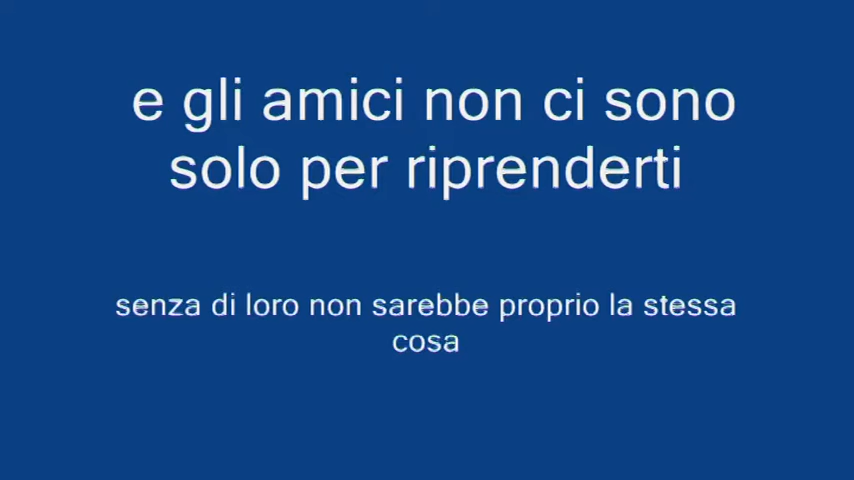 e gli amici non ci sono
solo per riprenderti
senza di loro non sarebbe proprio la stessa
cosa